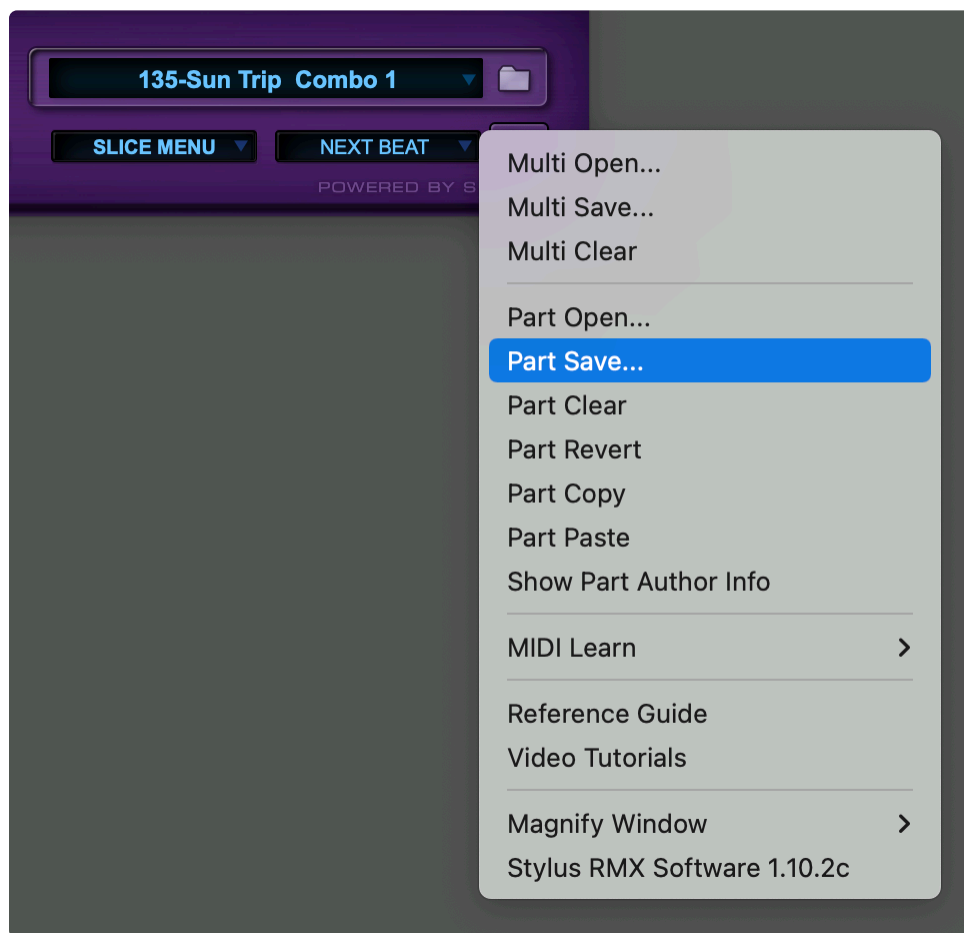 135-Sun Trip  Combo 1
SLICE MENU
NEXT BEAT
POWERED BY S
Multi Open...
Multi Save...
Multi Clear
Part Open...
Part Save...
Part Clear
Part Revert
Part Copy
Part Paste
Show Part Author Info
MIDI Learn
Reference Guide
Video Tutorials
Magnify Window
Stylus RMX Software 1.10.2c